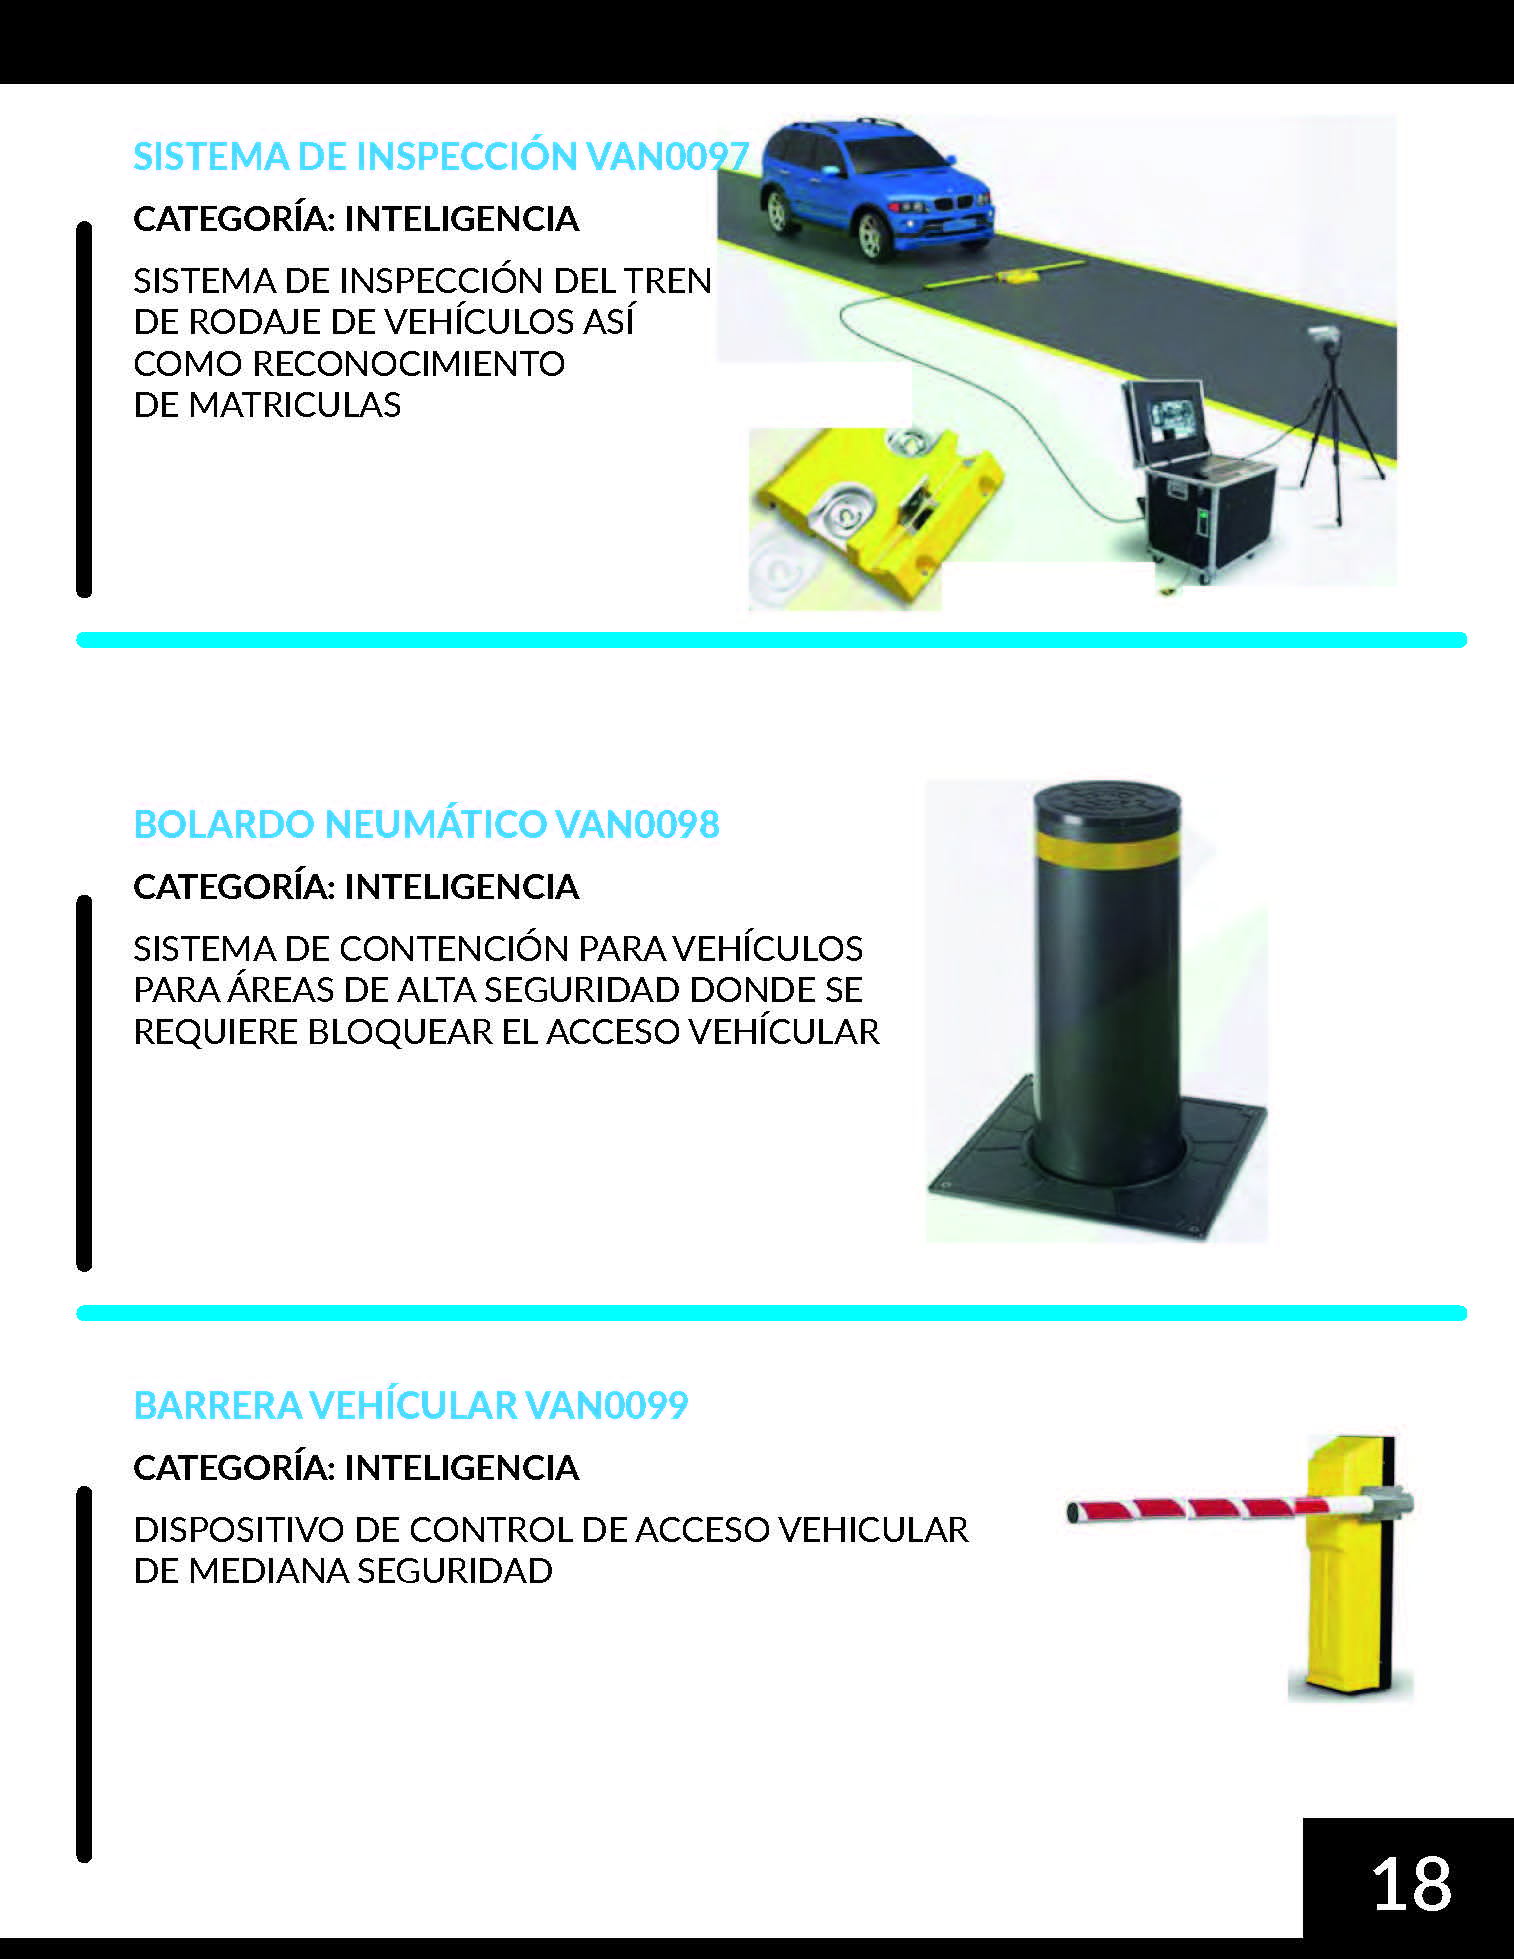 SISTEMA DE INSPECCIÓN VAN0097
CATEGORÍA: INTELIGENCIA
SISTEMA DE INSPECCIÓN DEL TREN
DE RODAJE DE VEHÍCULOS ASÍ
COMO RECONOCIMIENTO
DE MATRICULAS
BOLARDO NEUMÁTICO VAN0098
CATEGORÍA: INTELIGENCIA
SISTEMA DE CONTENCIÓN PARA VEHÍCULOS
PARA ÁREAS DE ALTA SEGURIDAD DONDE SE
REQUIERE BLOQUEAR EL ACCESO VEHÍCULAR
BARRERA VEHÍCULAR VAN0099
CATEGORÍA: INTELIGENCIA
DISPOSITIVO DE CONTROL DE ACCESO VEHICULAR
DE MEDIANA SEGURIDAD
18